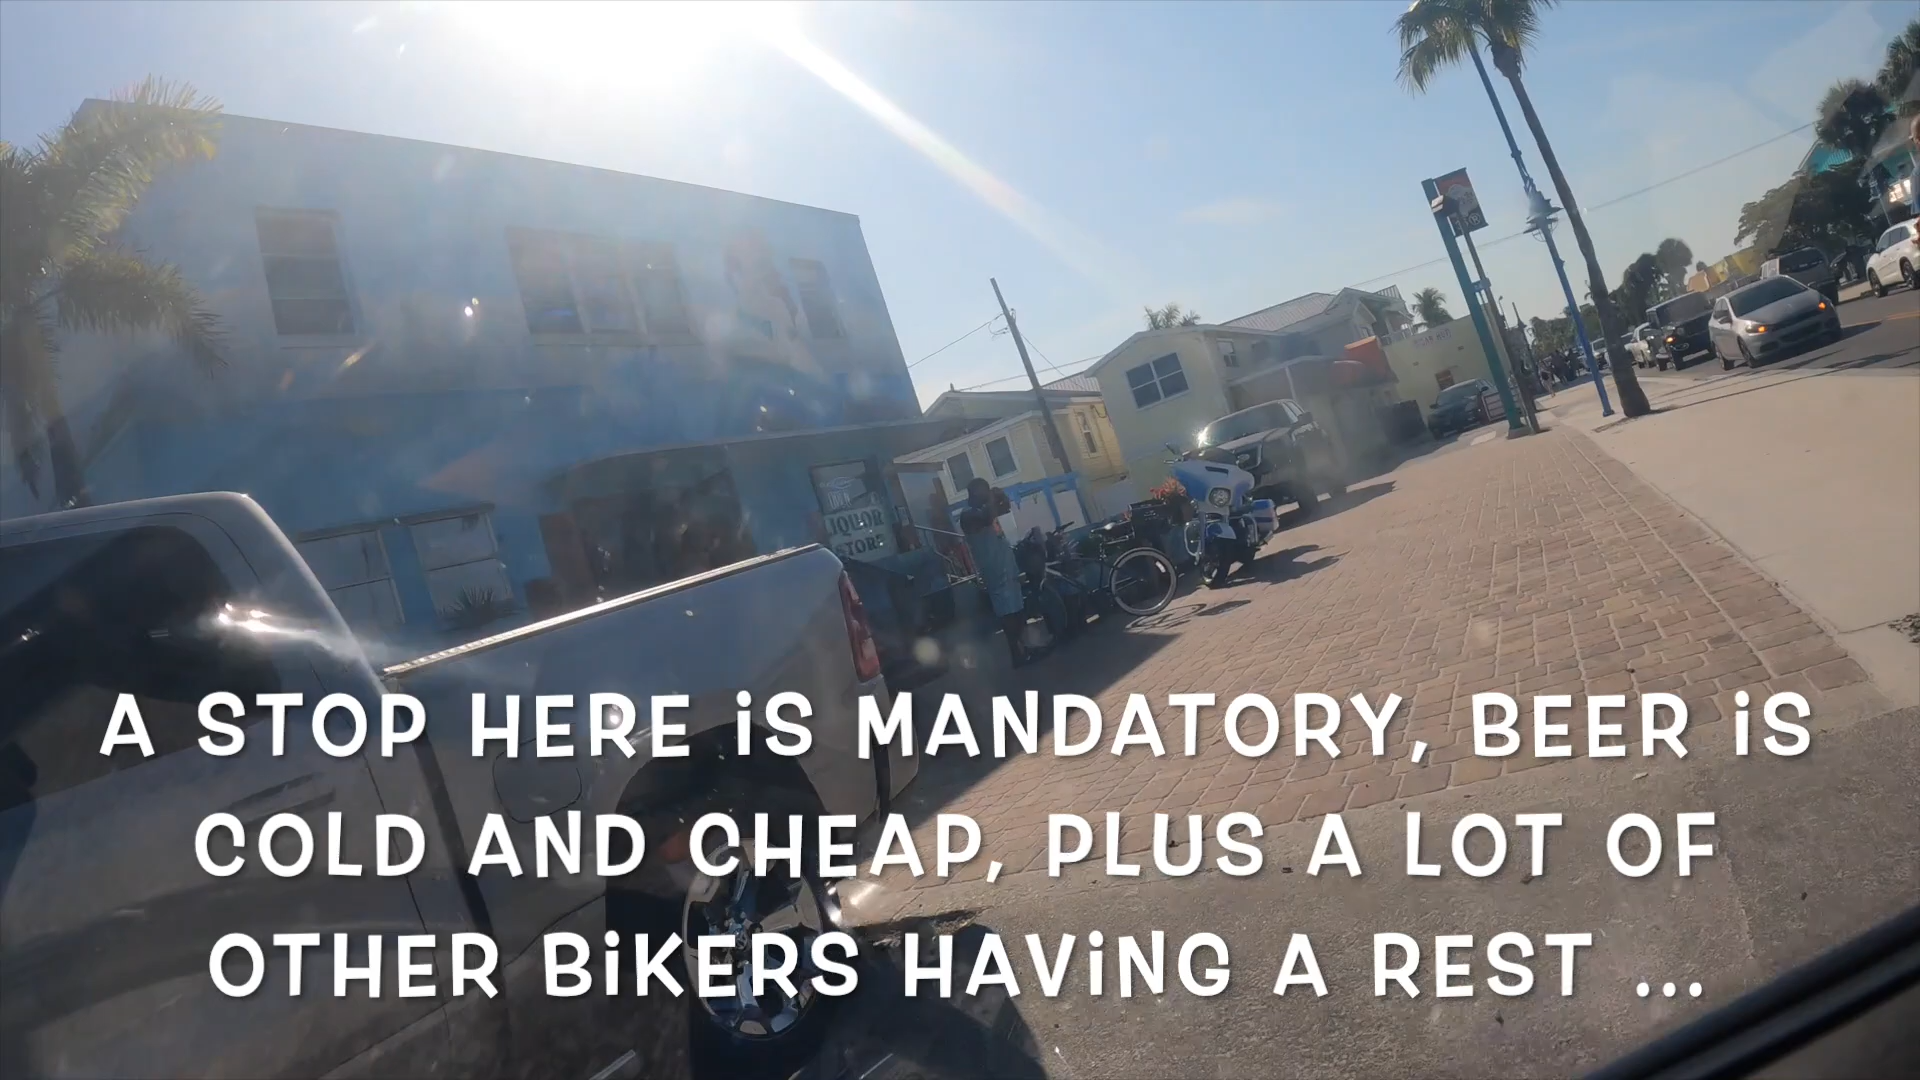 LIQUOR
STORE
A STOP HERE iS MANDATORY, BEER iS
COLD AND CHEAP, PLUS A LOT OF
OTHER BiKERS HAViNG A REST ...